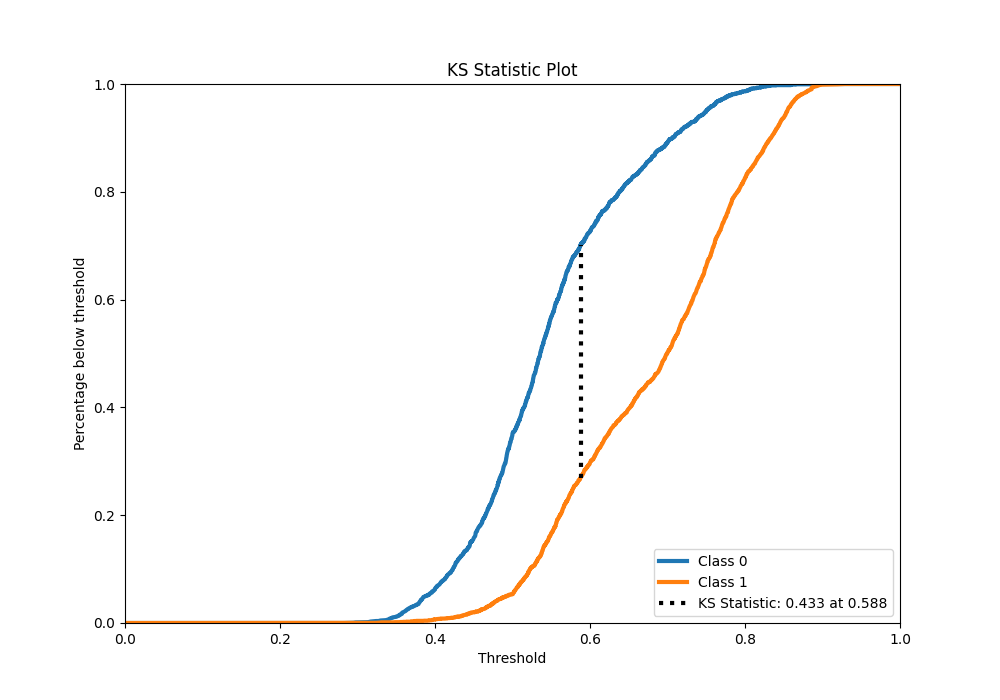 KS Statistic Plot
1.0
0.8
0.6
0.4
0.2
0.0
Percentage below threshold
0.0 0.2 0.4 0.6 0.8 1.0
Threshold
Class 0
Class 1
KS Statistic: 0.433 at 0.588